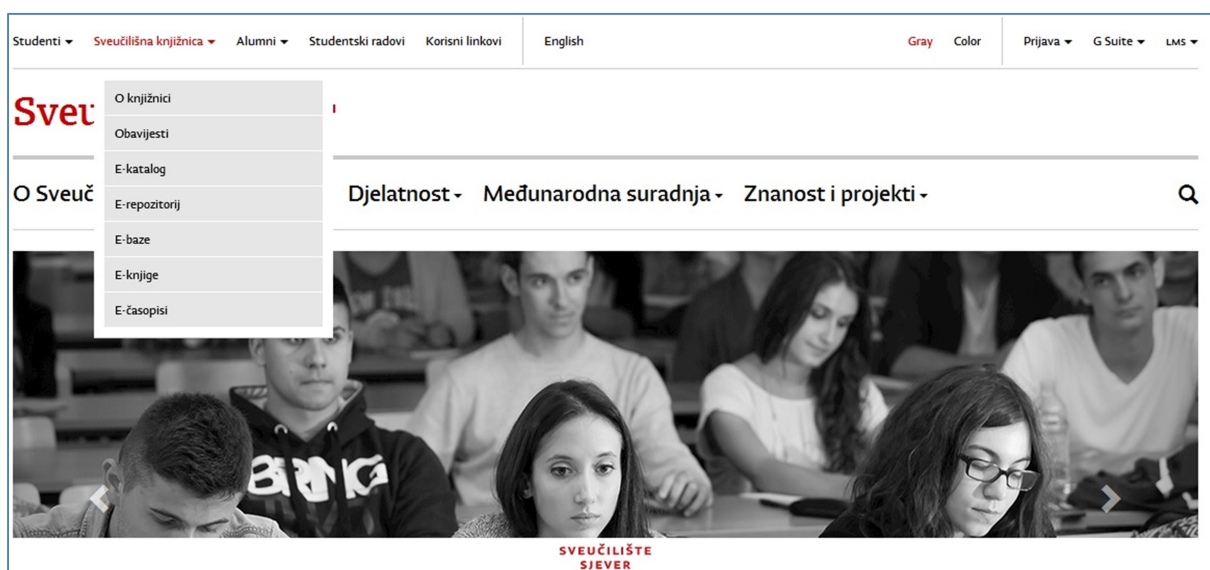 Studenti Sveučilišna knjižnica Alumni Studentski radovi Korisni linkovi English Gray Color Prijava G Suite LMS
O knjižnici
Obavijesti
E-katalog
E-repozitorij
E-baze
E-knjige
E-časopisi
Sveu
O Sveuč Djelatnost Međunarodna suradnja Znanost i projekti
BRNG
SVEUČILIŠTE
SJEVER